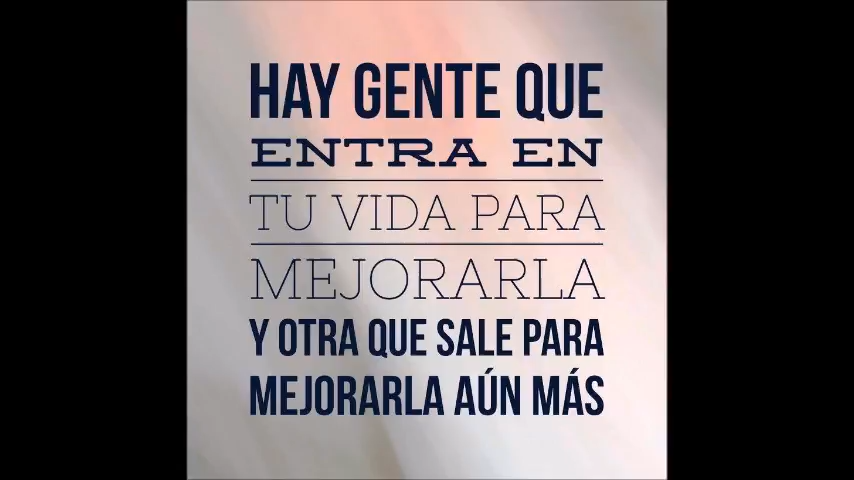 HAY GENTE QUE
ENTRA EN
TU VIDA PARA
MEJORARLA
Y OTRA QUE SALE PARA
MEJORARLA AÚN MÁS